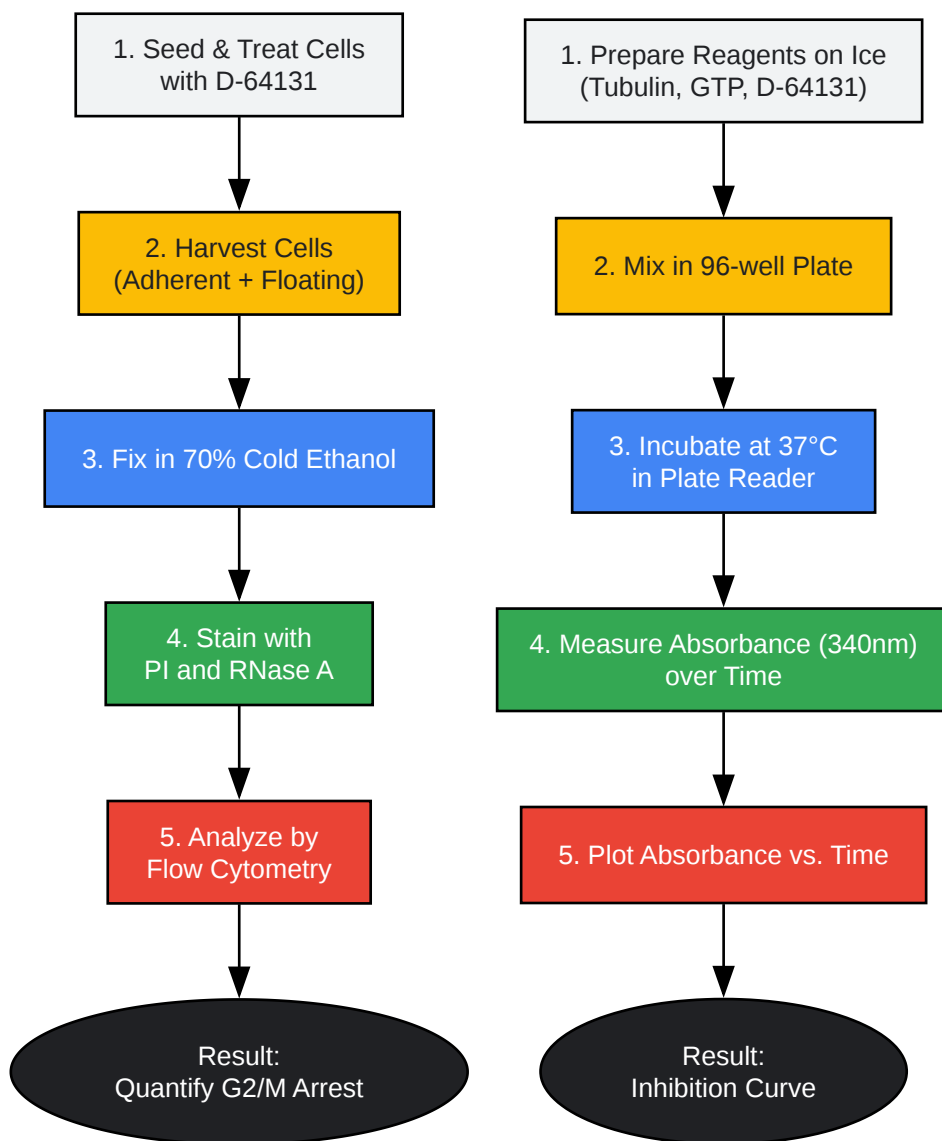 1. Seed & Treat Cells
with D-64131
2. Harvest Cells
(Adherent + Floating)
3. Fix in 70% Cold Ethanol
4. Stain with
PI and RNase A
5. Analyze by
Flow Cytometry
Result:
Quantify G2/M Arrest
1. Prepare Reagents on Ice
(Tubulin, GTP, D-64131)
2. Mix in 96-well Plate
3. Incubate at 37°C
in Plate Reader
4. Measure Absorbance (340nm)
over Time
5. Plot Absorbance vs. Time
Result:
Inhibition Curve